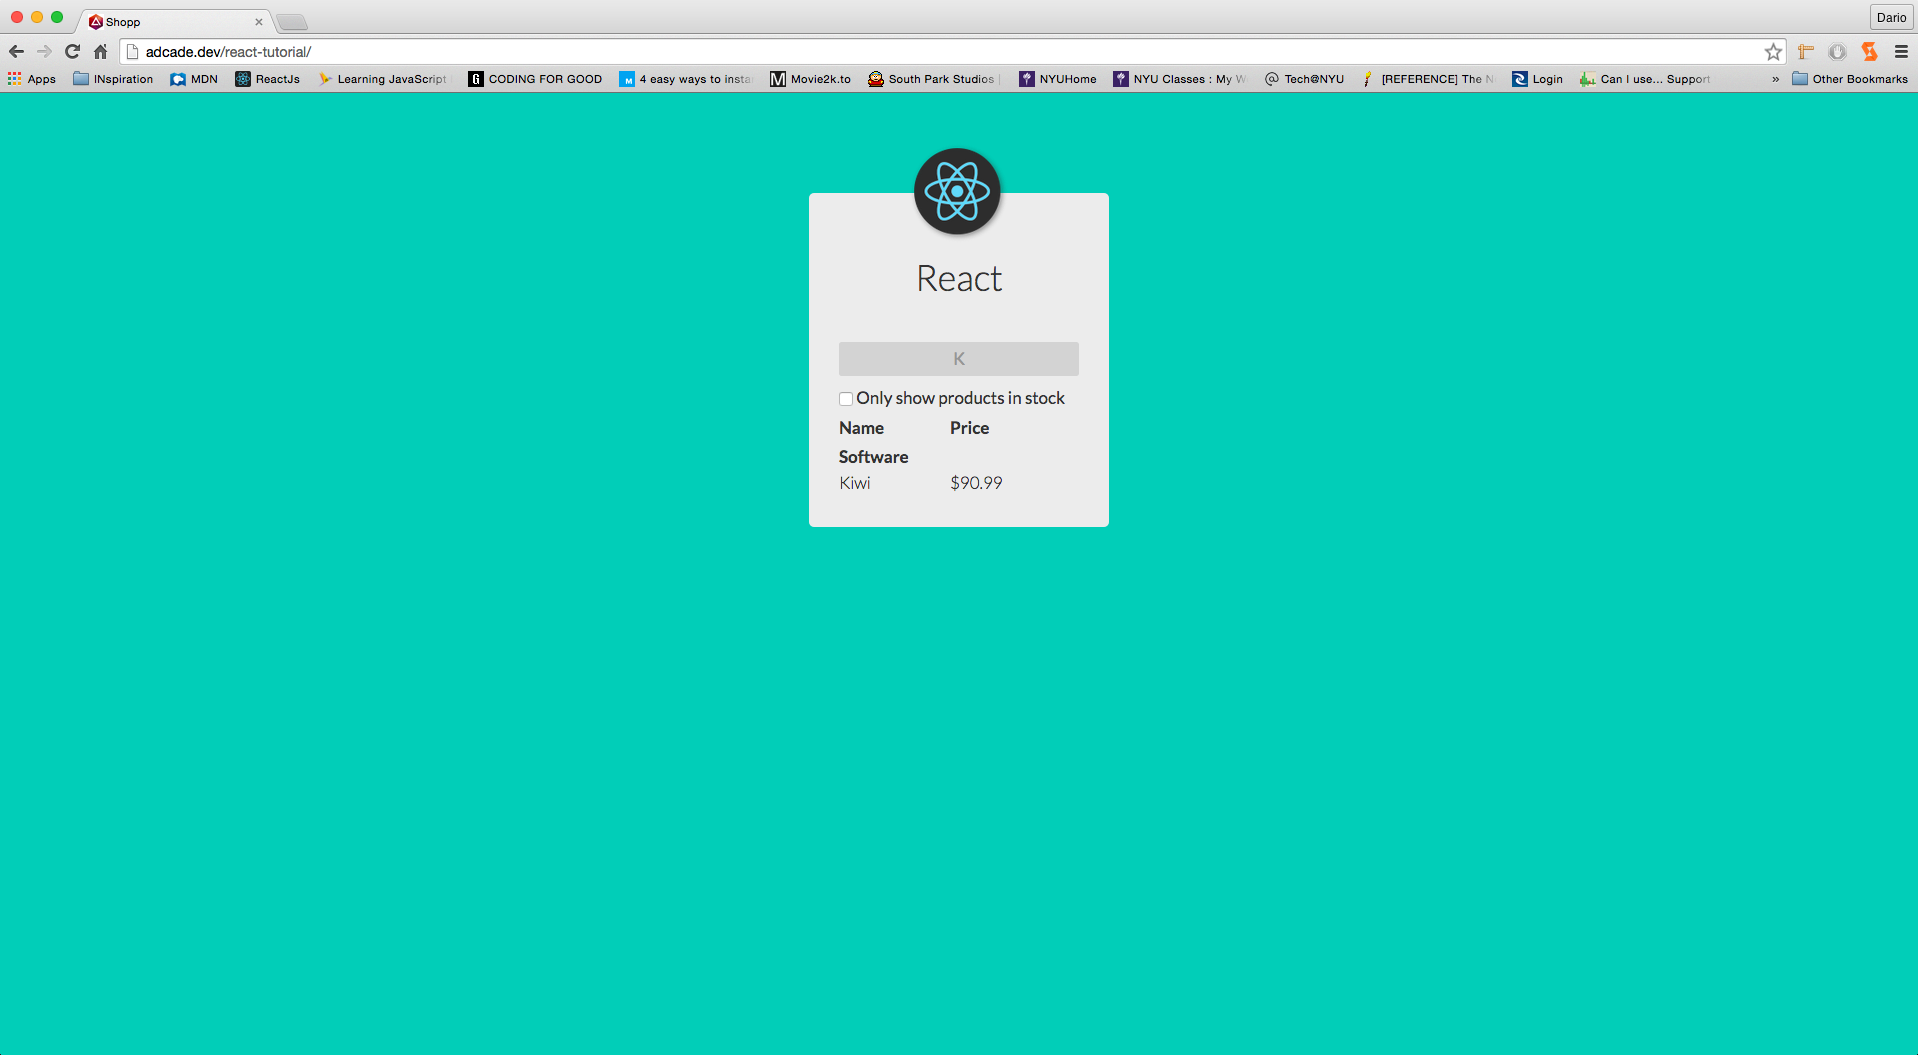 Shopp
Dario
adcade.dev/react-tutorial/
Apps INspiration MDN ReactJs Learning JavaScript CODING FOR GOOD 4 easy ways to insta Movie2k.to South Park Studios NYUHome NYU Classes : My W Tech@NYU [REFERENCE] The N Login Can I use... Support » Other Bookmarks
React
K
Only show products in stock
Name Price
Software
Kiwi $90.99